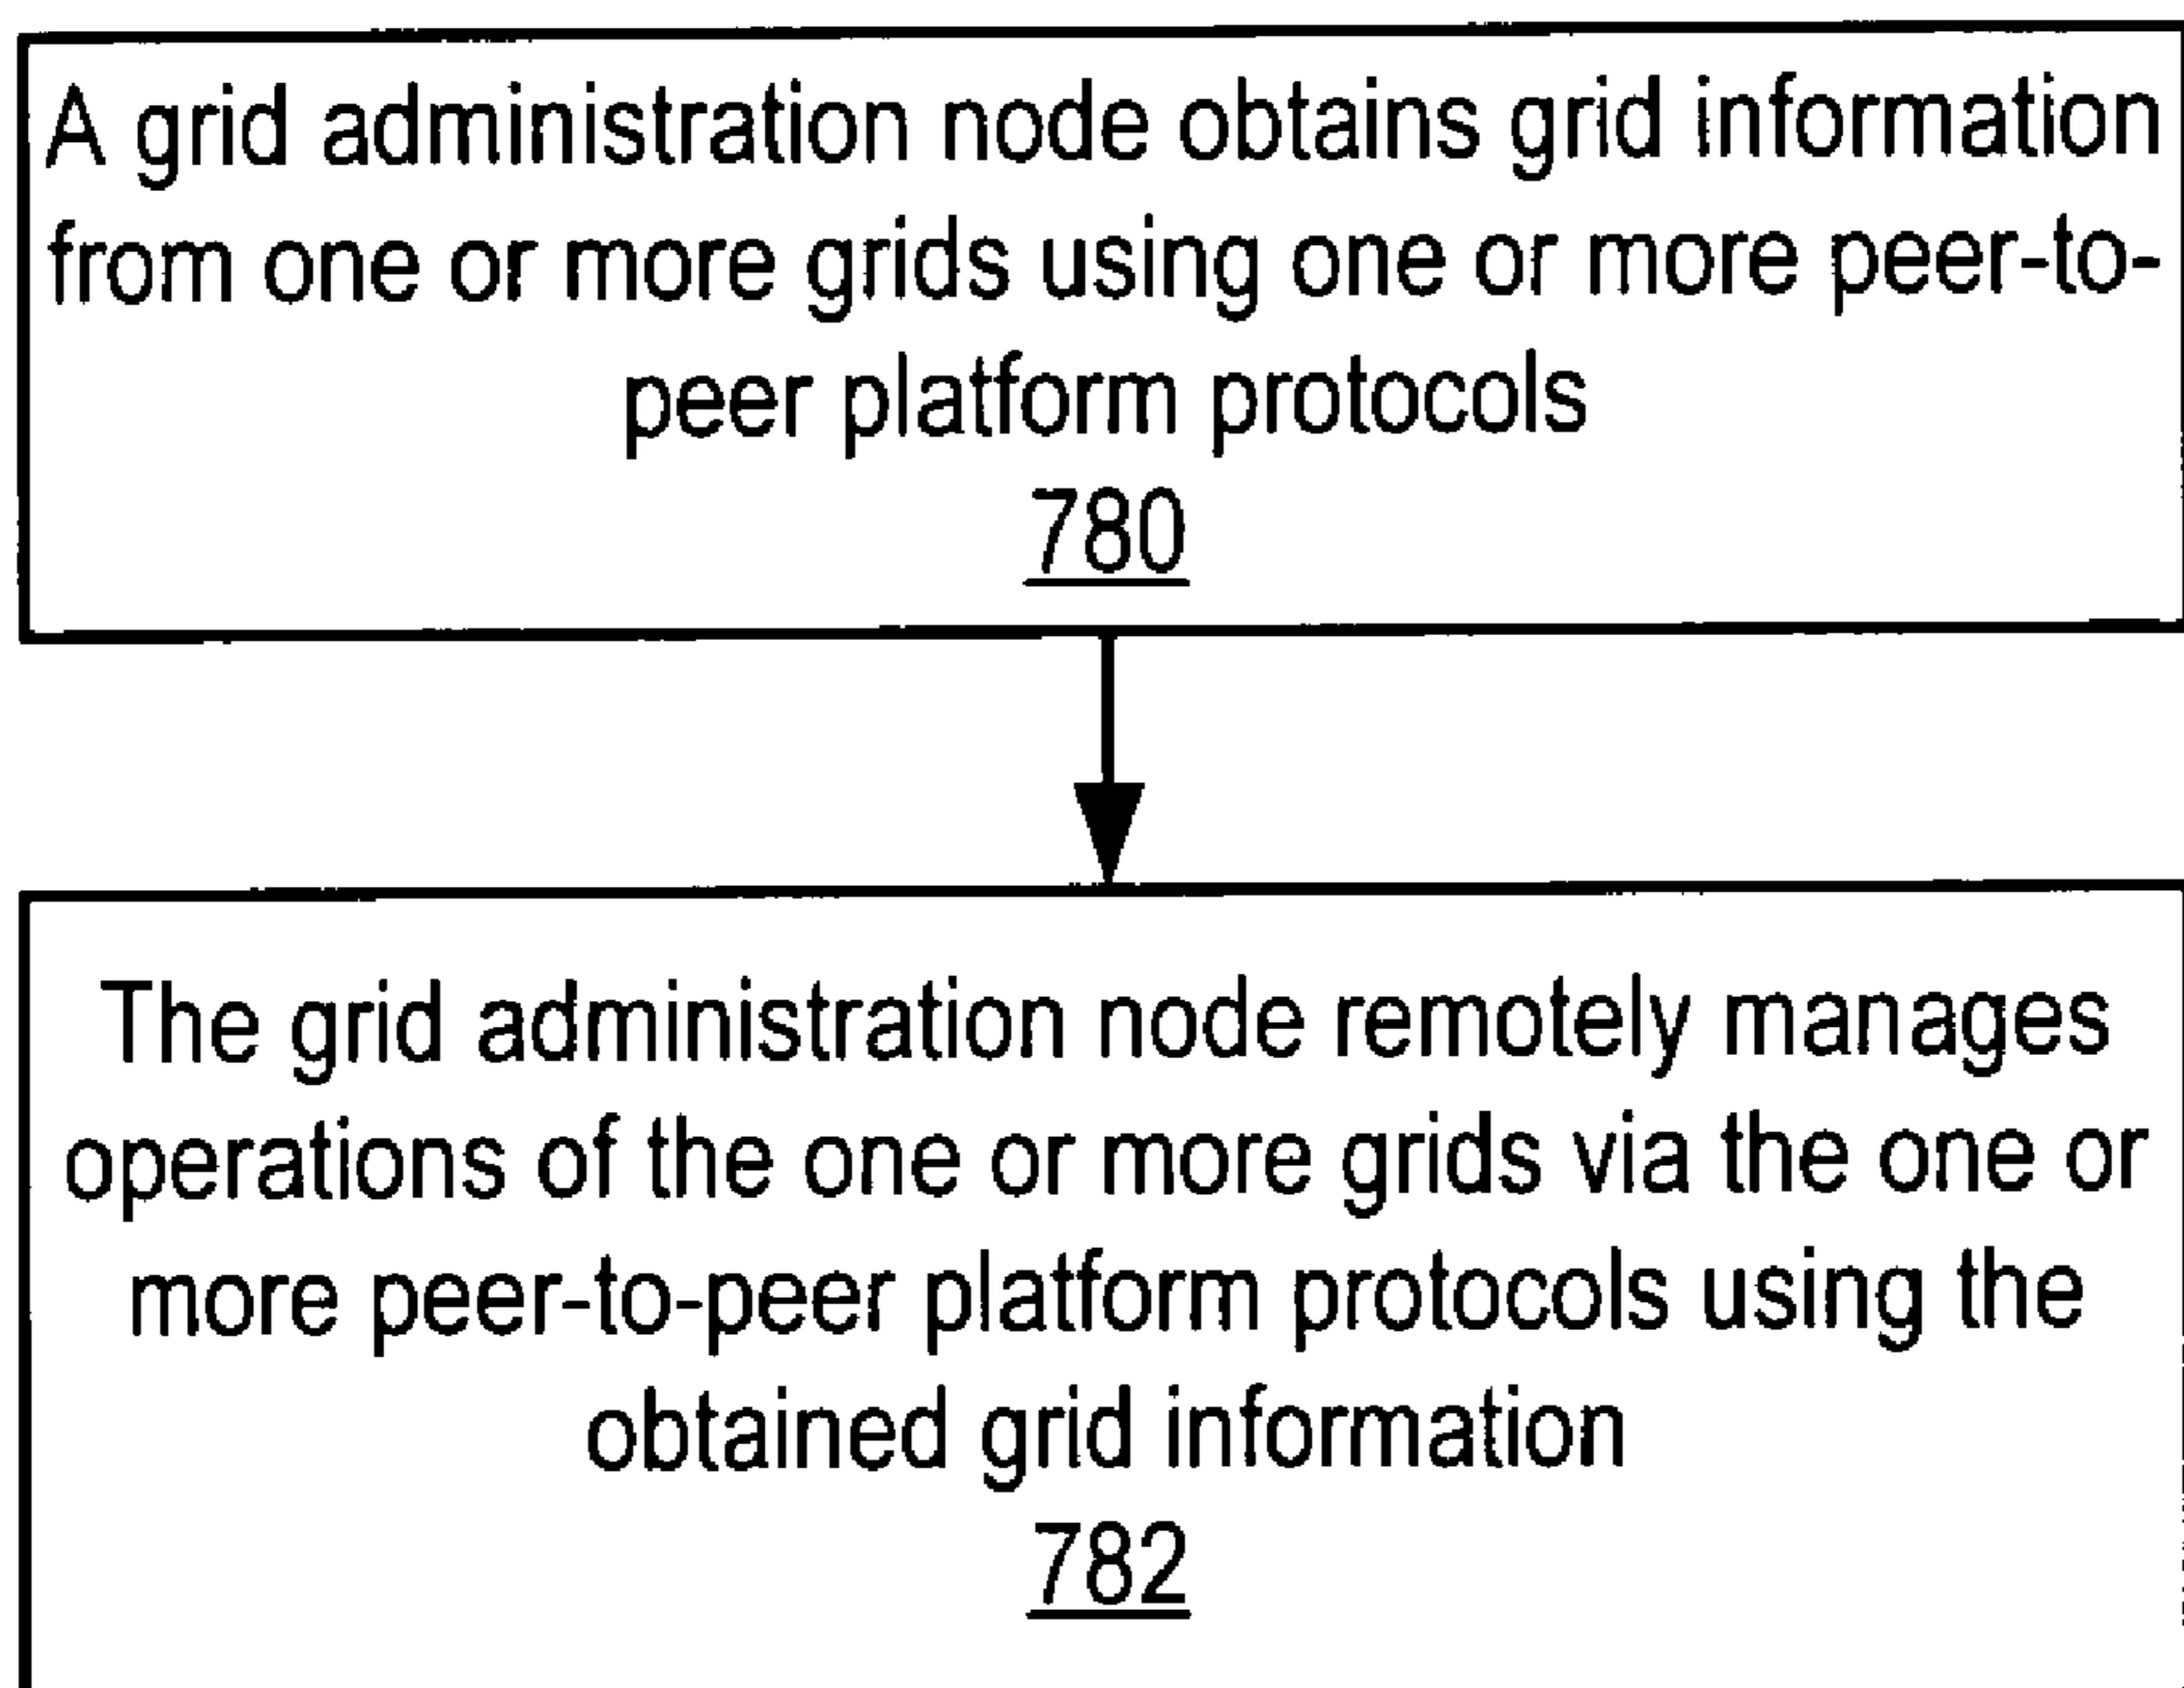 A grid administration node obtains grid information
from one or more grids using one or more peer-to-
peer platform protocols
780
The grid administration node remotely manages
operations of the one or more grids via the one or
more peer-to-peer platform protocols using the
obtained grid information
782